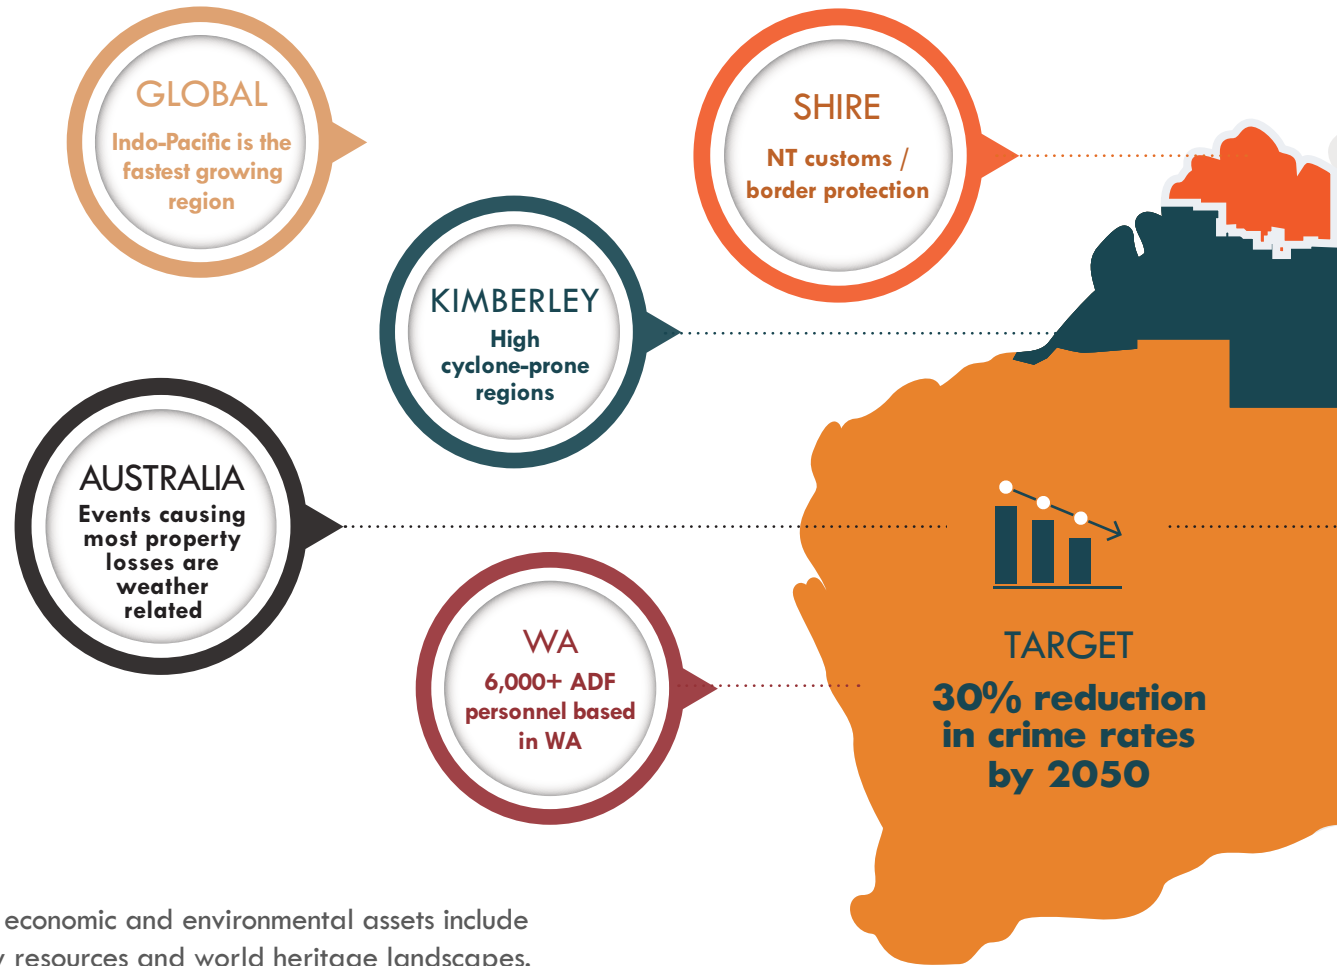 GLOBAL
Indo-Pacific is the
fastest growing
region
SHIRE
NT customs /
border protection
KIMBERLEY
High
cyclone-prone
regions
AUSTRALIA
Events causing
most property
losses are
weather
related
WA
6,000+ ADF
personnel based
in WA
TARGET
30% reduction
in crime rates
by 2050
economic and environmental assets include
resources and world heritage landscapes.